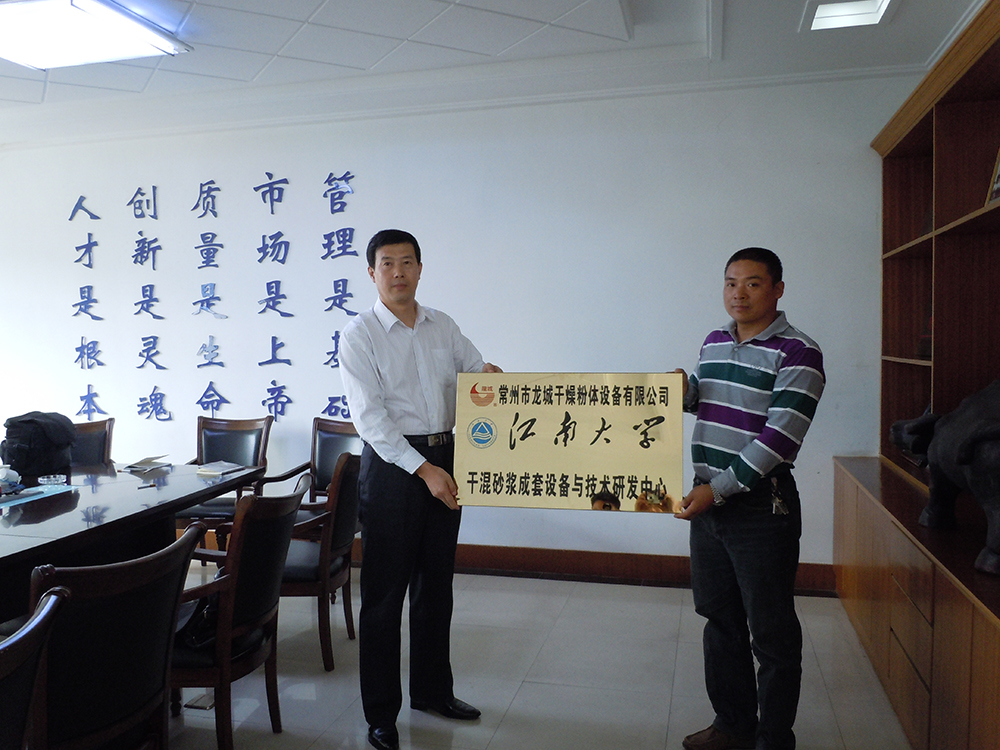 管理是基础
市场是上帝
质量是生命
创新是灵魂
人才是根本
常州市龙城干燥粉体设备有限公司
江南大学
干混砂浆成套设备与技术研发中心